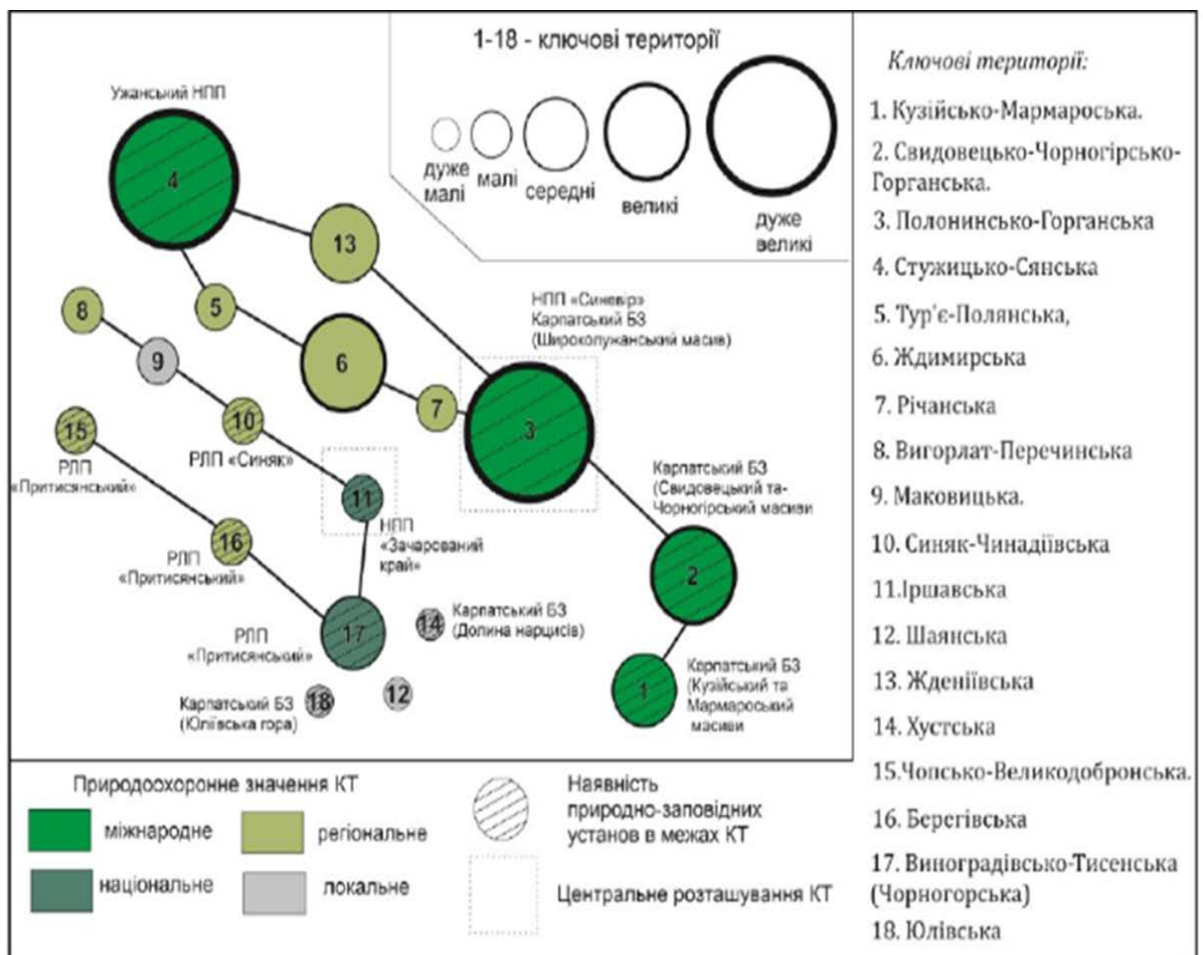 1-18 - ключові території
дуже
малі
малі
середні
великі
дуже
великі
Ужанський НПП
4
13
5
8
9
6
7
10
РЛП «Синяк»
15
РЛП
«Притисянський»
НПП «Синевір»
Карпатський БЗ
(Широколужанський масив)
3
11
НПП
«Зачарований
край»
16
РЛП
«Притисянський»
Карпатський БЗ
(Свидовецький та-
Чорногірський масиви
2
17
РЛП
«Притисянський»
14
Карпатський БЗ
(Долина нарцисів)
18
Карпатський БЗ
(Юліївська гора)
12
1
Карпатський БЗ
(Кузійський та
Мармароський
масиви
Ключові території:
1. Кузійсько-Мармароська.
2. Свидовецько-Чорногірсько-
Горганська.
3. Полонинсько-Горганська
4. Стужицько-Сянська
5. Тур'є-Полянська,
6. Ждимирська
7. Річанська
8. Вигорлат-Перечинська
9. Маковицька.
10. Синяк-Чинадіївська
11.Іршавська
12. Шаянська
13. Жденіївська
14. Хустська
15.Чопсько-Великодобронська.
16. Берегівська
17. Виноградівсько-Тисенська
(Чорногорська)
18. Юлівська
Природоохоронне значення КТ
міжнародне
регіональне
національне
локальне
Наявність
природно-заповідних
установ в межах КТ
Центральне розташування КТ